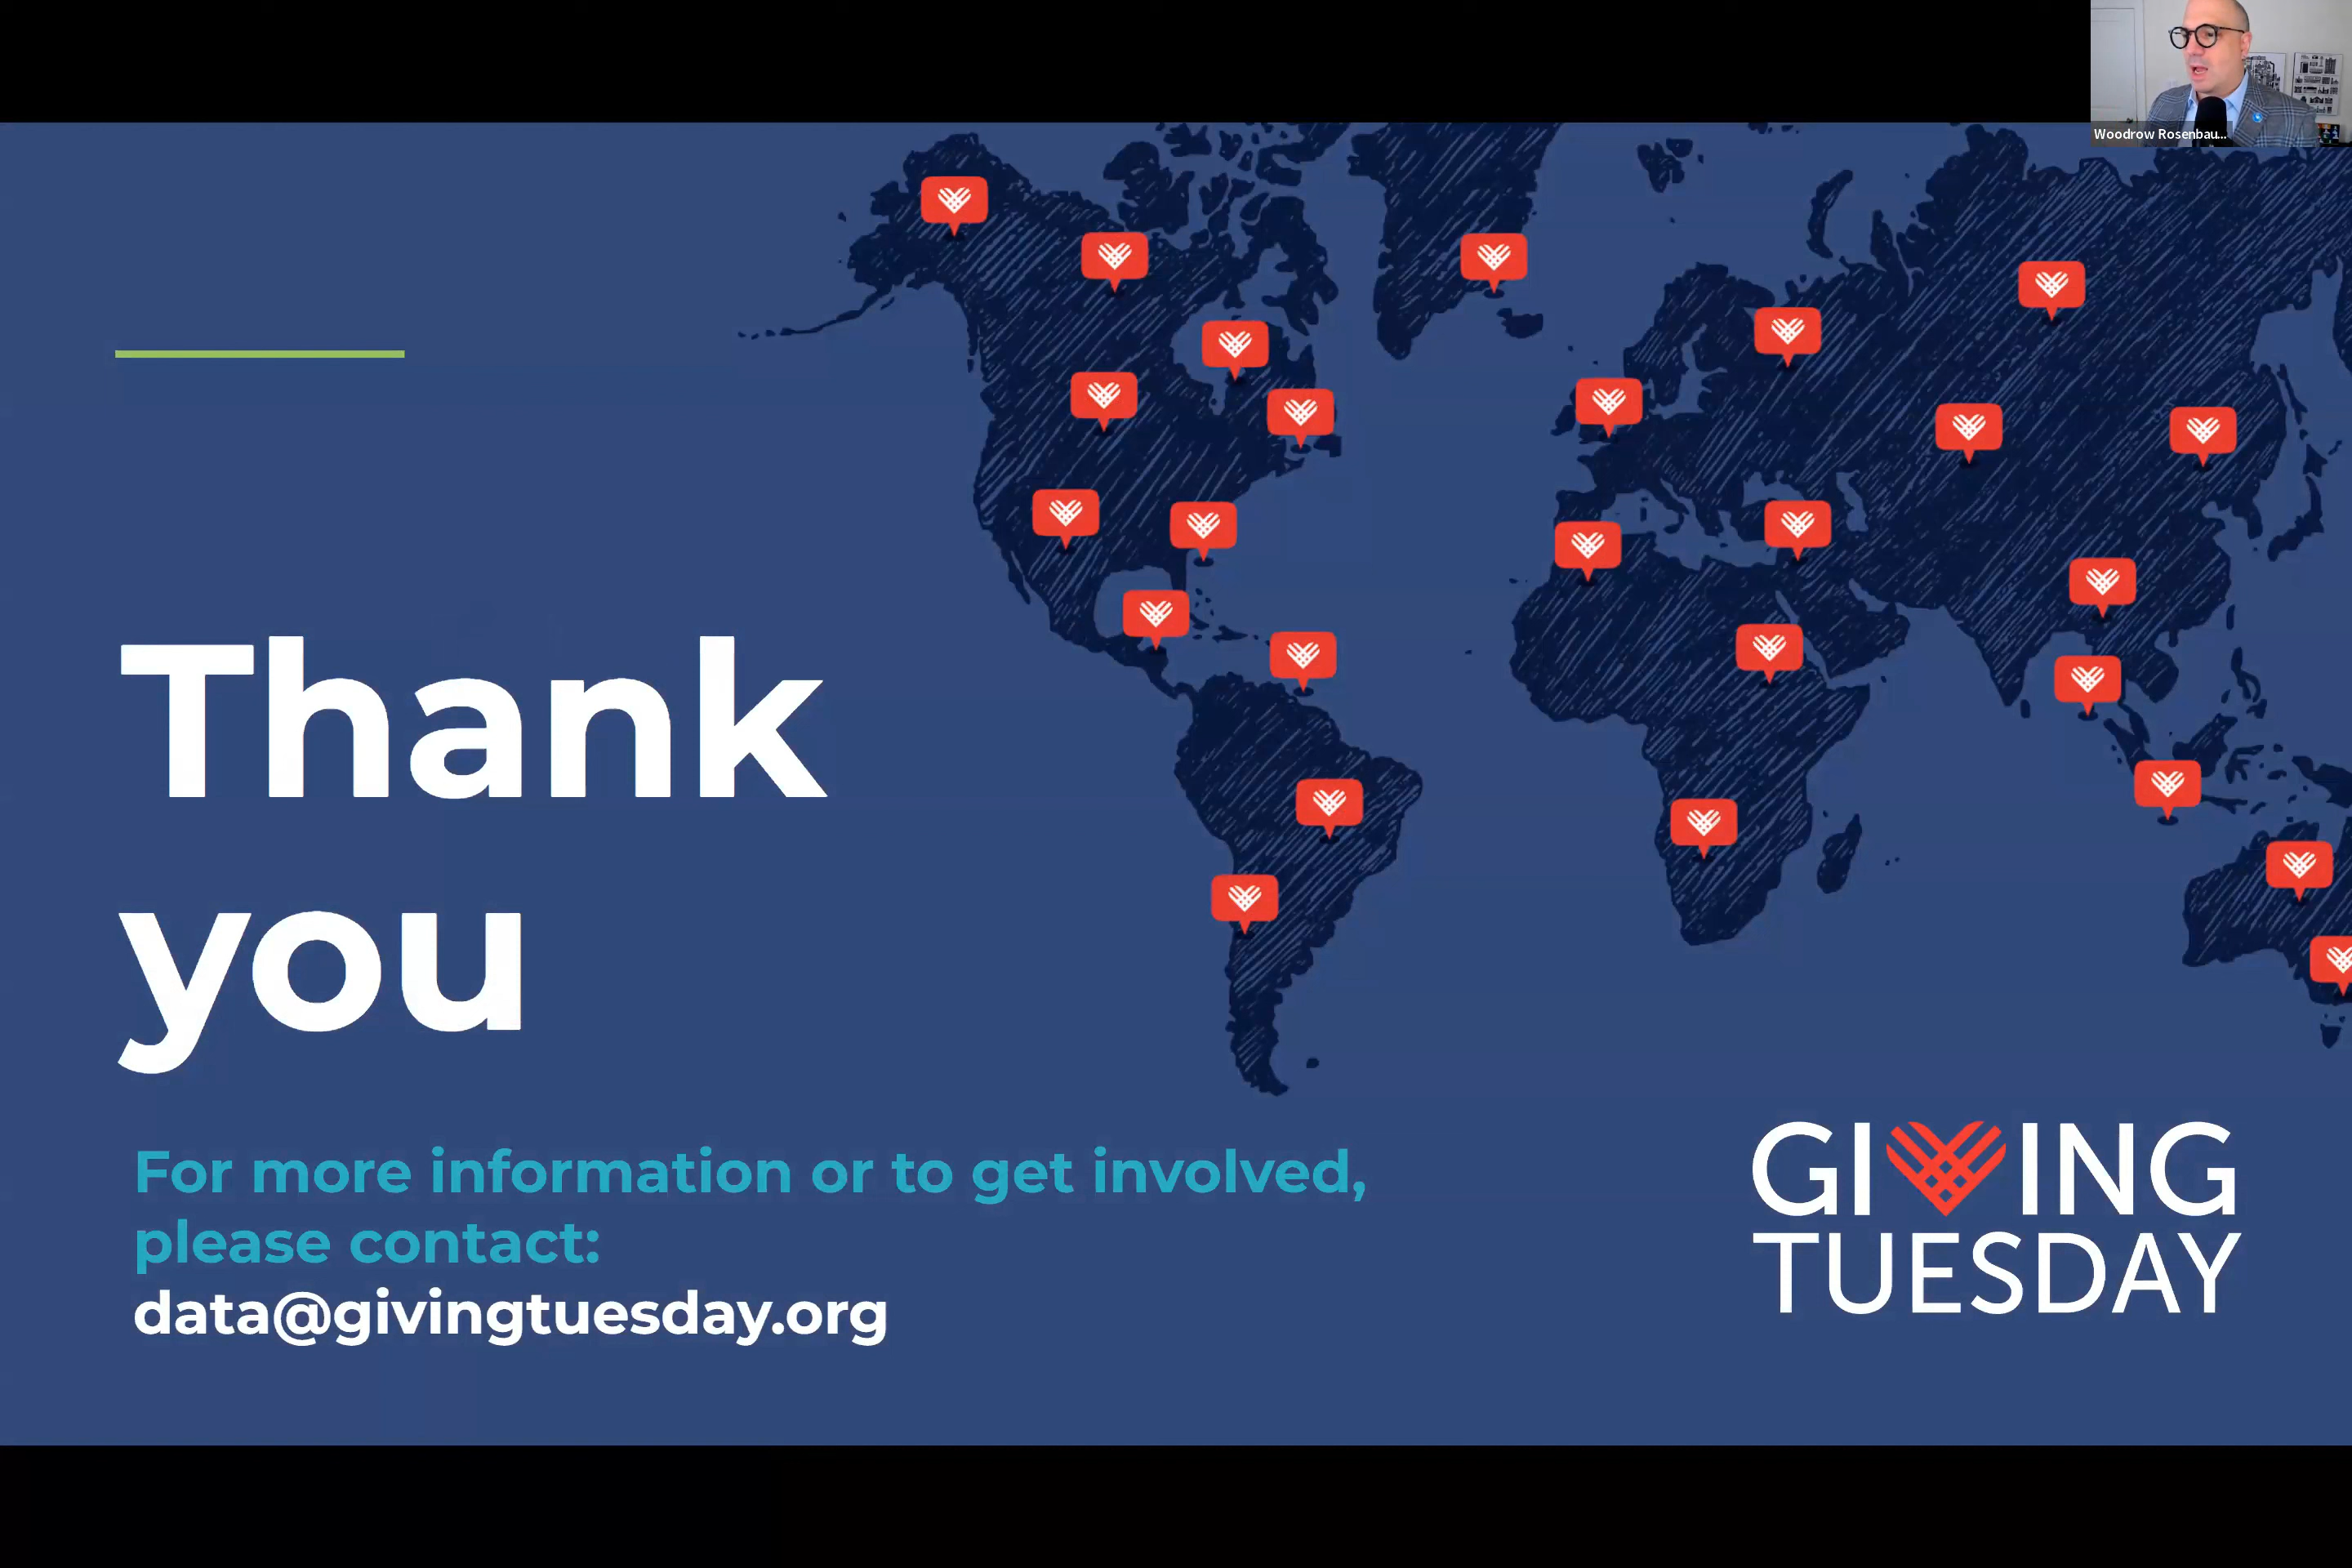 Woodrow Rosenbau...
Thank
you
For more information or to get involved,
please contact:
data@givingtuesday.org
GIVING
TUESDAY